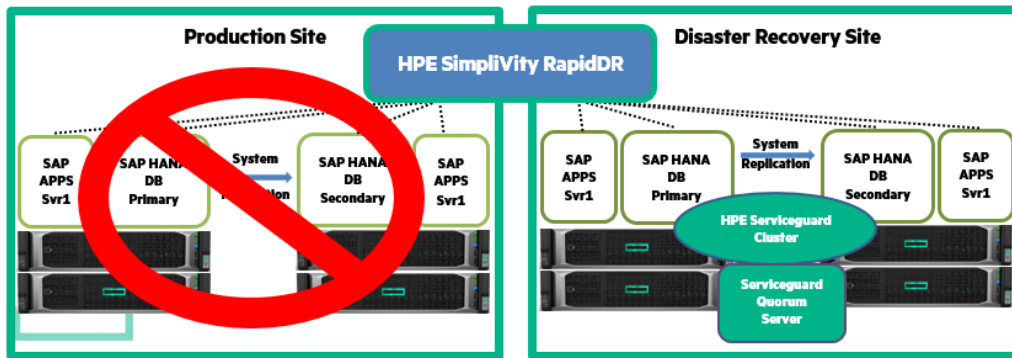 Production Site
HPE SimpliVity RapidDR
Disaster Recovery Site
SAP
APPS
Svr1
SAP HANA
DB
Primary
System
SAP HANA
DB
Secondary
SAP
APPS
Svr1
SAP
APPS
Svr1
SAP HANA
DB
Primary
System
Replication
SAP HANA
DB
Secondary
SAP
APPS
Svr1
HPE Serviceguard
Cluster
Serviceguard
Quorum
Server